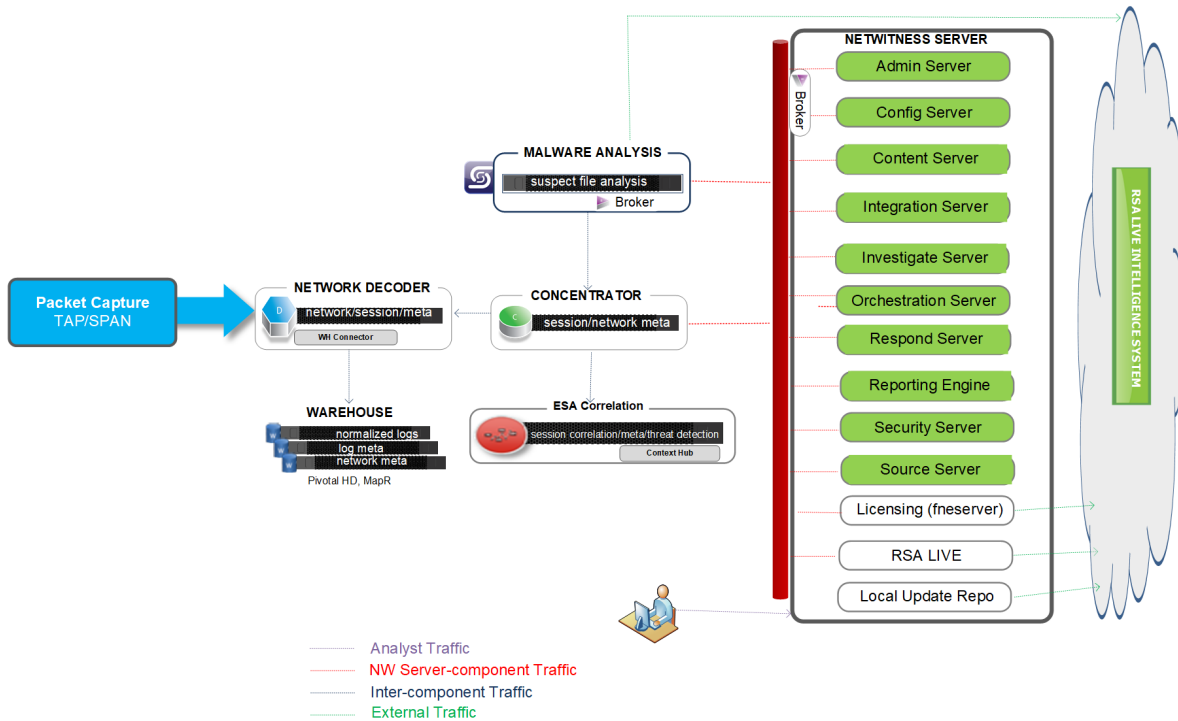 NETWITNESS SERVER
Admin Server
Broker
Config Server
MALWARE ANALYSIS
suspect file analysis
Broker
Content Server
Integration Server
Investigate Server
Orchestration Server
Respond Server
Reporting Engine
Security Server
Source Server
Licensing (fneserver)
RSA LIVE
Local Update Repo
RSA LIVE INTELLIGENCE SYSTEM
Packet Capture
TAP/SPAN
NETWORK DECODER
D
network/session/meta
WH Connector
CONCENTRATOR
C
session/network meta
WAREHOUSE
W
normalized logs
W
log meta
W
network meta
Pivotal HD, MapR
ESA Correlation
session correlation/meta/threat detection
Context Hub
Analyst Traffic
NW Server-component Traffic
Inter-component Traffic
External Traffic